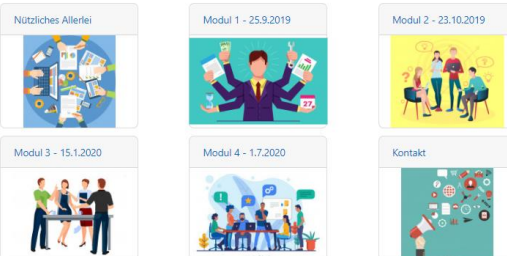 Nützliches Allerlei
Modul 1 - 25.9.2019
Modul 2 - 23.10.2019
27
Modul 3 - 15.1.2020
Modul 4 - 1.7.2020
Kontakt